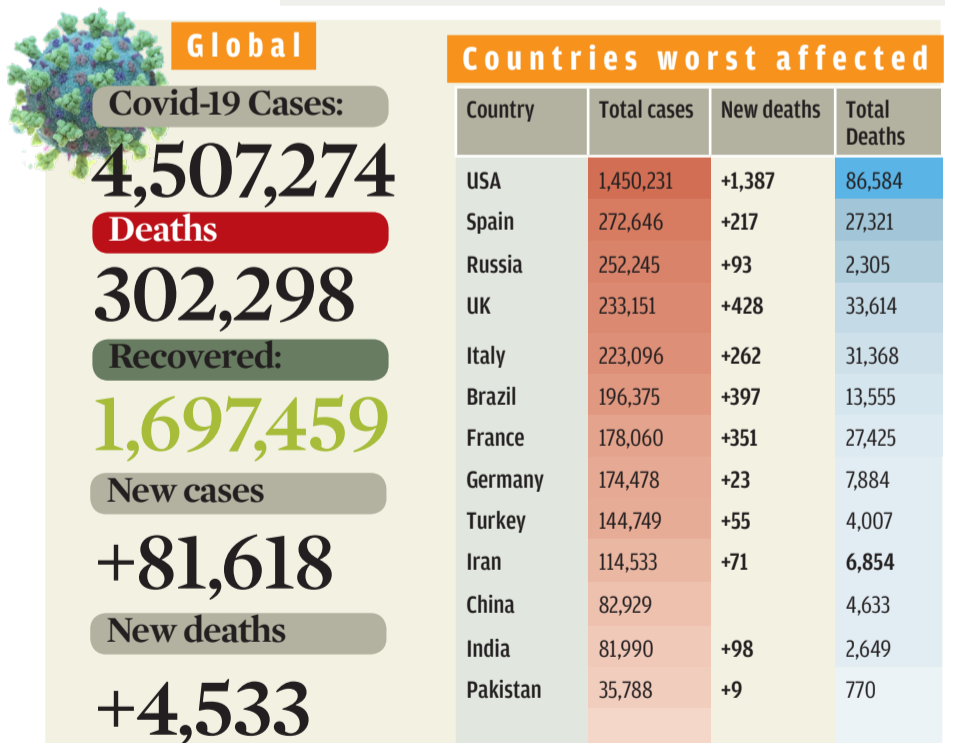 Global
Covid-19 Cases:
4,507,274
Deaths
302,298
Recovered:
1,697,459
New cases
+81,618
New deaths
+4,533
Countries worst affected
Country Total cases New deaths Total Deaths
USA 1,450,231 +1,387 86,584
Spain 272,646 +217 27,321
Russia 252,245 +93 2,305
UK 233,151 +428 33,614
Italy 223,096 +262 31,368
Brazil 196,375 +397 13,555
France 178,060 +351 27,425
Germany 174,478 +23 7,884
Turkey 144,749 +55 4,007
Iran 114,533 +71 6,854
China 82,929 4,633
India 81,990 +98 2,649
Pakistan 35,788 +9 770